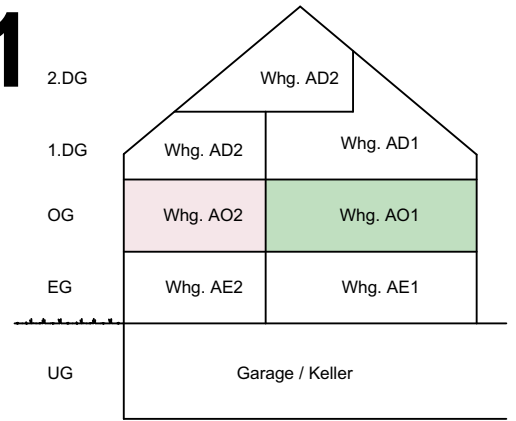 1
2.DG Whg. AD2
1.DG Whg. AD2 Whg. AD1
OG Whg. AO2 Whg. AO1
EG Whg. AE2 Whg. AE1
UG Garage / Keller